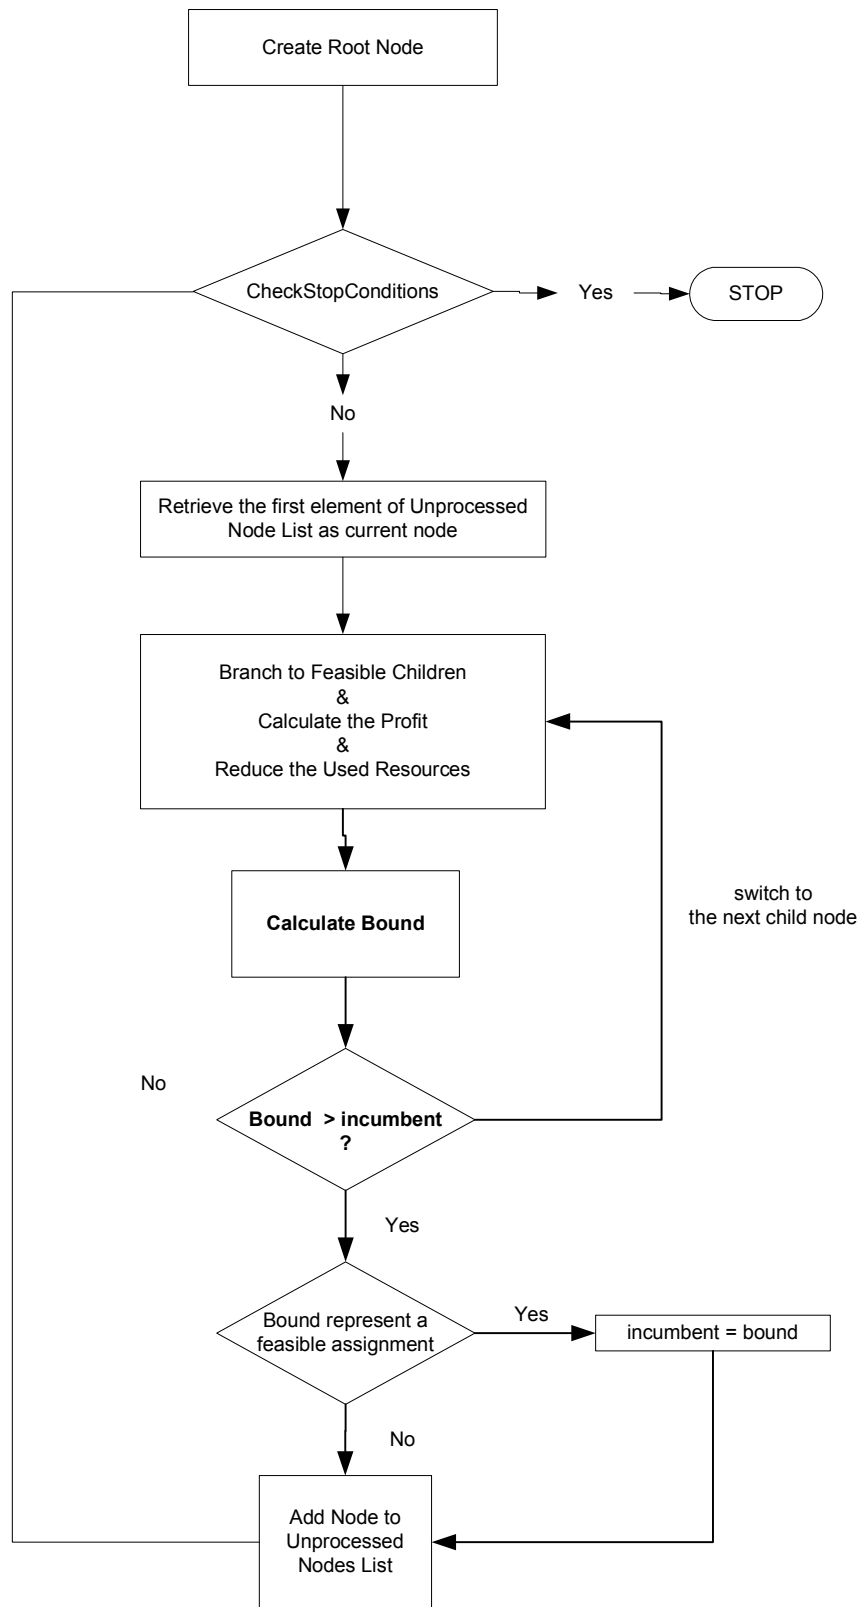 Create Root Node
CheckStopConditions
Yes
STOP
No
Retrieve the first element of Unprocessed
Node List as current node
Branch to Feasible Children
&
Calculate the Profit
&
Reduce the Used Resources
switch to
the next child node
Calculate Bound
No
Bound > incumbent
?
Yes
Bound represent a
feasible assignment
Yes
incumbent = bound
No
Add Node to
Unprocessed
Nodes List